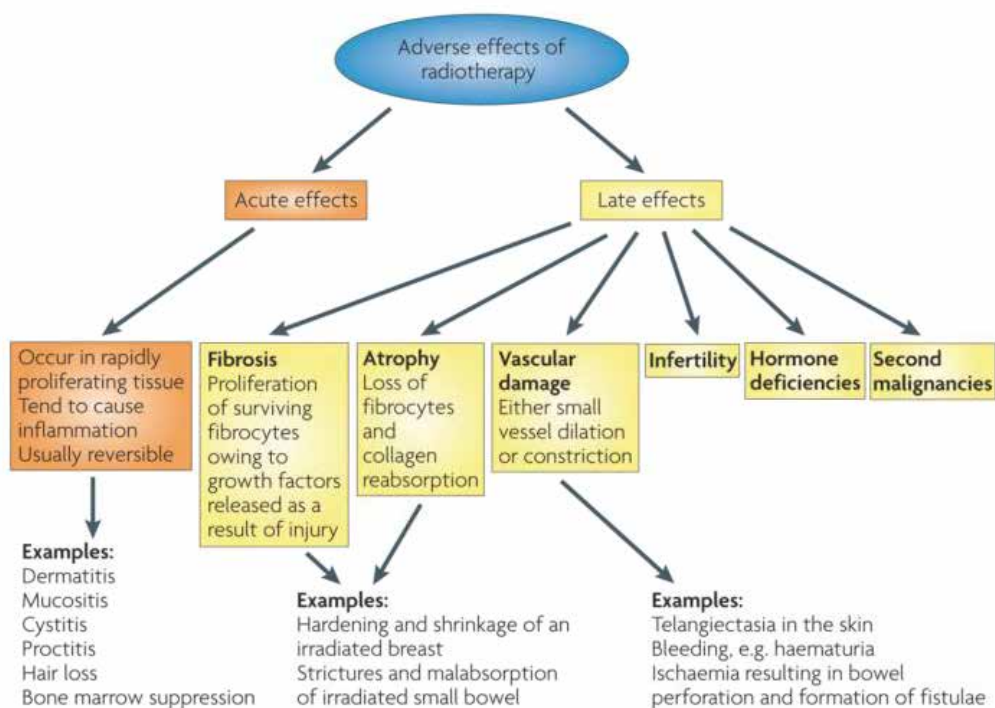 Adverse effects of
radiotherapy
Acute effects
Late effects
Occur in rapidly
proliferating tissue
Tend to cause
inflammation
Usually reversible
Fibrosis
Proliferation
of surviving
fibrocytes
owing to
growth factors
released as a
result of injury
Atrophy
Loss of
fibrocytes
and
collagen
reabsorption
Vascular
damage
Either small
vessel dilation
or constriction
Infertility
Hormone
deficiencies
Second
malignancies
Examples:
Dermatitis
Mucositis
Cystitis
Proctitis
Hair loss
Bone marrow suppression
Examples:
Hardening and shrinkage of an
irradiated breast
Strictures and malabsorption
of irradiated small bowel
Examples:
Telangiectasia in the skin
Bleeding, e.g. haematuria
Ischaemia resulting in bowel
perforation and formation of fistulae